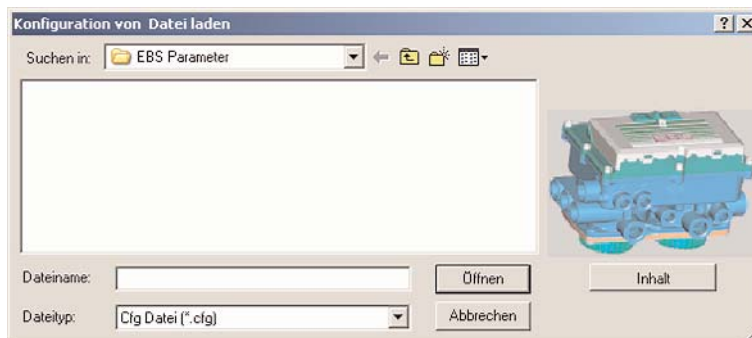 Konfiguration von Datei laden
Suchen in: EBS Parameter
Dateiname: Öffnen Inhalt
Dateityp: Cfg Datei (*.cfg) Abbrechen